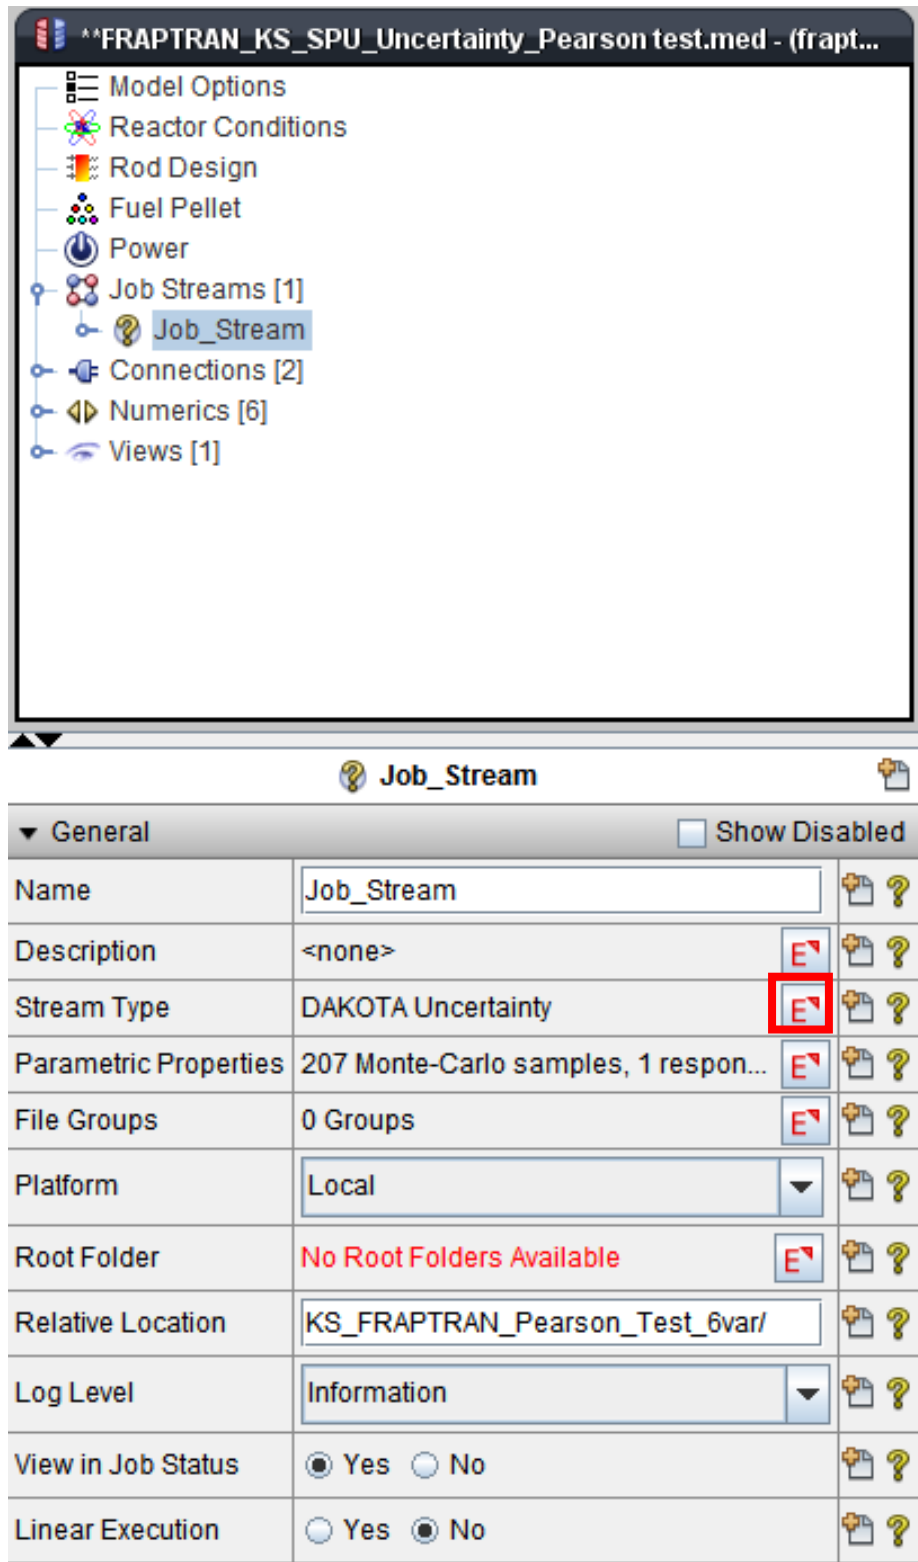 **FRAPTRAN_KS_SPU_Uncertainty_Pearson test.med - (frapt...
Model Options
Reactor Conditions
Rod Design
Fuel Pellet
Power
Job Streams [1]
Job_Stream
Connections [2]
Numerics [6]
Views [1]
Job_Stream
General Show Disabled
Name Job_Stream
Description <none> E
Stream Type DAKOTA Uncertainty E
Parametric Properties 207 Monte-Carlo samples, 1 respon... E
File Groups 0 Groups E
Platform Local
Root Folder No Root Folders Available E
Relative Location KS_FRAPTRAN_Pearson_Test_6var/
Log Level Information
View in Job Status Yes No
Linear Execution Yes No